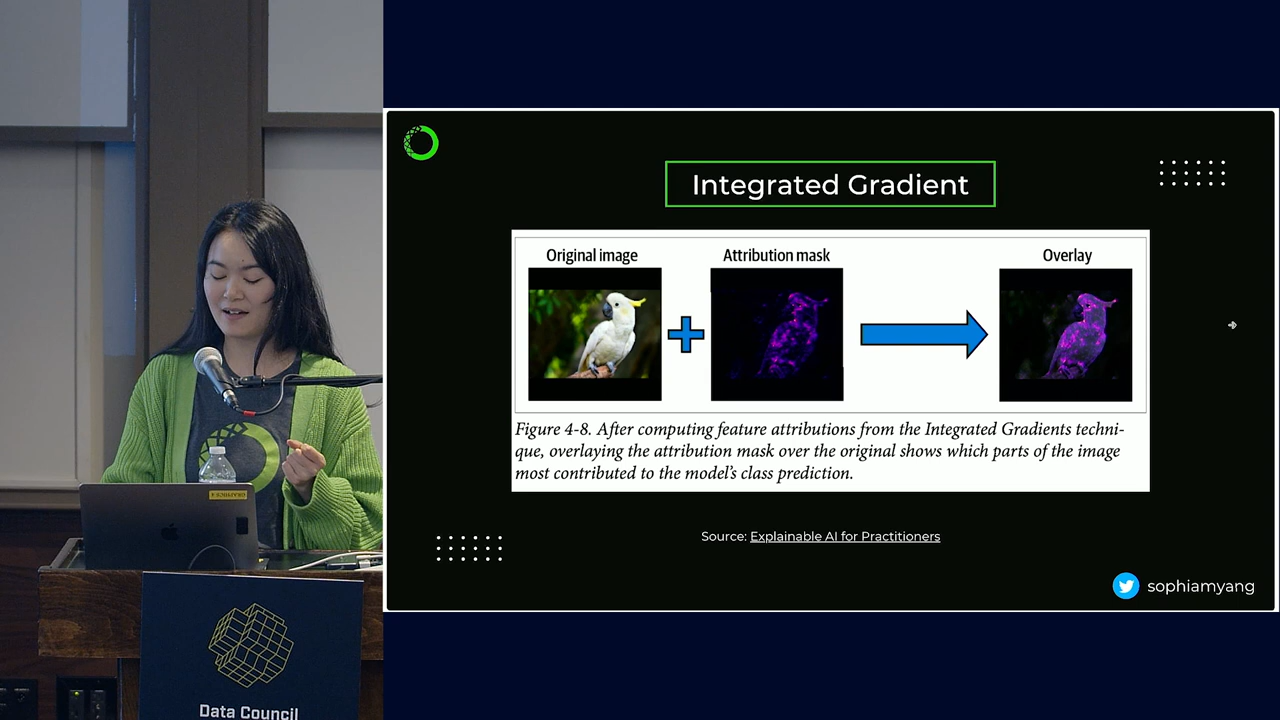 Integrated Gradient
Original image
Attribution mask
Overlay
Figure 4-8. After computing feature attributions from the Integrated Gradients techni-
que, overlaying the attribution mask over the original shows which parts of the image
most contributed to the model's class prediction.
Source: Explainable AI for Practitioners
sophiamyang
Data Council